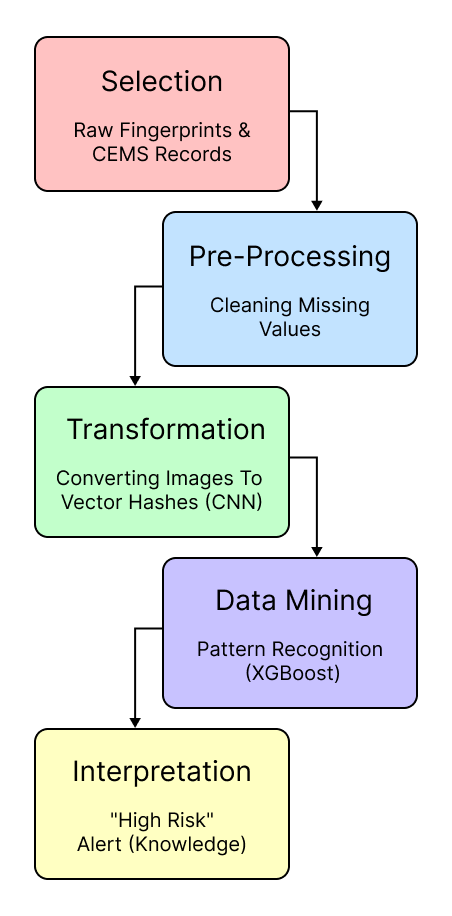 Selection
Raw Fingerprints &
CEMS Records
Pre-Processing
Cleaning Missing
Values
Transformation
Converting Images To
Vector Hashes (CNN)
Data Mining
Pattern Recognition
(XGBoost)
Interpretation
"High Risk"
Alert (Knowledge)